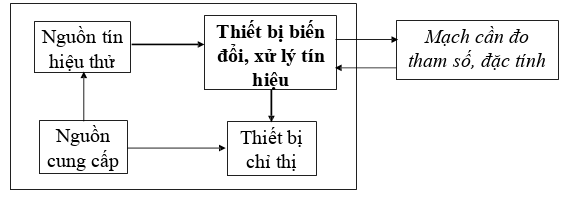 Nguồn tín
hiệu thử
Thiết bị biến
đổi, xử lý tín
hiệu
Mạch cần đo
tham số, đặc tính
Nguồn
cung cấp
Thiết bị
chỉ thị